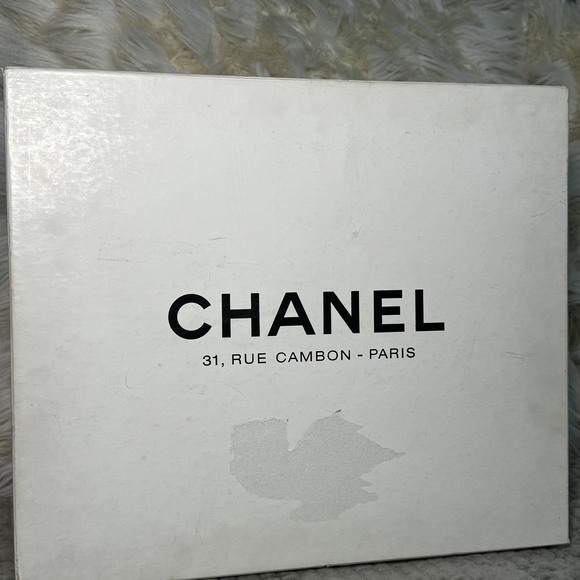 CHANEL
31, RUE CAMBON - PARIS